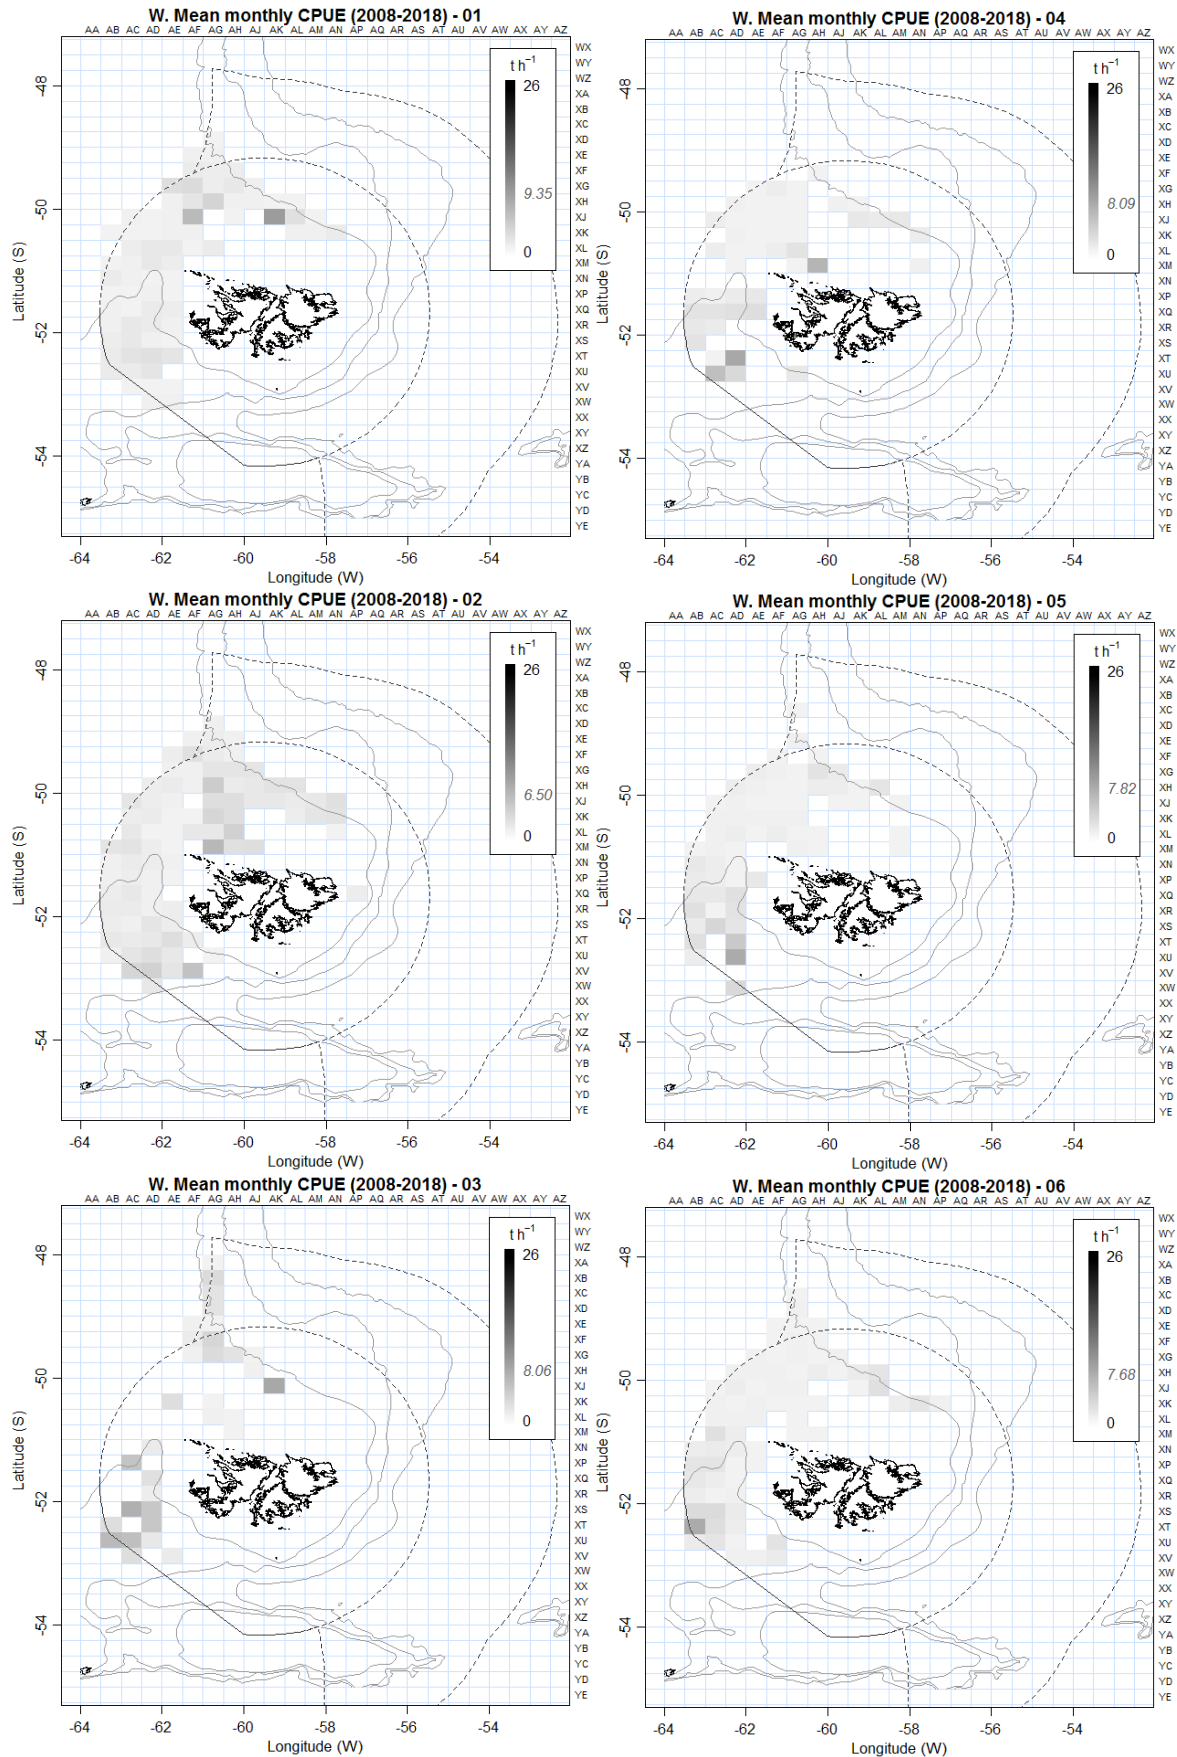 W. Mean monthly CPUE (2008-2018) - 01
AA AB AC AD AE AF AG AH AJ AK AL AM AN AP AQ AR AS AT AU AV AW AX AY AZ
t h⁻¹
26
9.35
0
WX
WY
WZ
XA
XB
XC
XD
XE
XF
XG
XH
XJ
XK
XL
XM
XN
XP
XQ
XR
XS
XT
XU
XV
XW
XX
XY
XZ
YA
YB
YC
YD
YE
-48
-50
-52
-54
Latitude (S)
-64 -62 -60 -58 -56 -54
Longitude (W)
W. Mean monthly CPUE (2008-2018) - 04
AA AB AC AD AE AF AG AH AJ AK AL AM AN AP AQ AR AS AT AU AV AW AX AY AZ
t h⁻¹
26
8.09
0
WX
WY
WZ
XA
XB
XC
XD
XE
XF
XG
XH
XJ
XK
XL
XM
XN
XP
XQ
XR
XS
XT
XU
XV
XW
XX
XY
XZ
YA
YB
YC
YD
YE
-48
-50
-52
-54
Latitude (S)
-64 -62 -60 -58 -56 -54
Longitude (W)
W. Mean monthly CPUE (2008-2018) - 02
AA AB AC AD AE AF AG AH AJ AK AL AM AN AP AQ AR AS AT AU AV AW AX AY AZ
t h⁻¹
26
6.50
0
WX
WY
WZ
XA
XB
XC
XD
XE
XF
XG
XH
XJ
XK
XL
XM
XN
XP
XQ
XR
XS
XT
XU
XV
XW
XX
XY
XZ
YA
YB
YC
YD
YE
-48
-50
-52
-54
Latitude (S)
-64 -62 -60 -58 -56 -54
Longitude (W)
W. Mean monthly CPUE (2008-2018) - 05
AA AB AC AD AE AF AG AH AJ AK AL AM AN AP AQ AR AS AT AU AV AW AX AY AZ
t h⁻¹
26
7.82
0
WX
WY
WZ
XA
XB
XC
XD
XE
XF
XG
XH
XJ
XK
XL
XM
XN
XP
XQ
XR
XS
XT
XU
XV
XW
XX
XY
XZ
YA
YB
YC
YD
YE
-48
-50
-52
-54
Latitude (S)
-64 -62 -60 -58 -56 -54
Longitude (W)
W. Mean monthly CPUE (2008-2018) - 03
AA AB AC AD AE AF AG AH AJ AK AL AM AN AP AQ AR AS AT AU AV AW AX AY AZ
t h⁻¹
26
8.06
0
WX
WY
WZ
XA
XB
XC
XD
XE
XF
XG
XH
XJ
XK
XL
XM
XN
XP
XQ
XR
XS
XT
XU
XV
XW
XX
XY
XZ
YA
YB
YC
YD
YE
-48
-50
-52
-54
Latitude (S)
-64 -62 -60 -58 -56 -54
Longitude (W)
W. Mean monthly CPUE (2008-2018) - 06
AA AB AC AD AE AF AG AH AJ AK AL AM AN AP AQ AR AS AT AU AV AW AX AY AZ
t h⁻¹
26
7.68
0
WX
WY
WZ
XA
XB
XC
XD
XE
XF
XG
XH
XJ
XK
XL
XM
XN
XP
XQ
XR
XS
XT
XU
XV
XW
XX
XY
XZ
YA
YB
YC
YD
YE
-48
-50
-52
-54
Latitude (S)
-64 -62 -60 -58 -56 -54
Longitude (W)